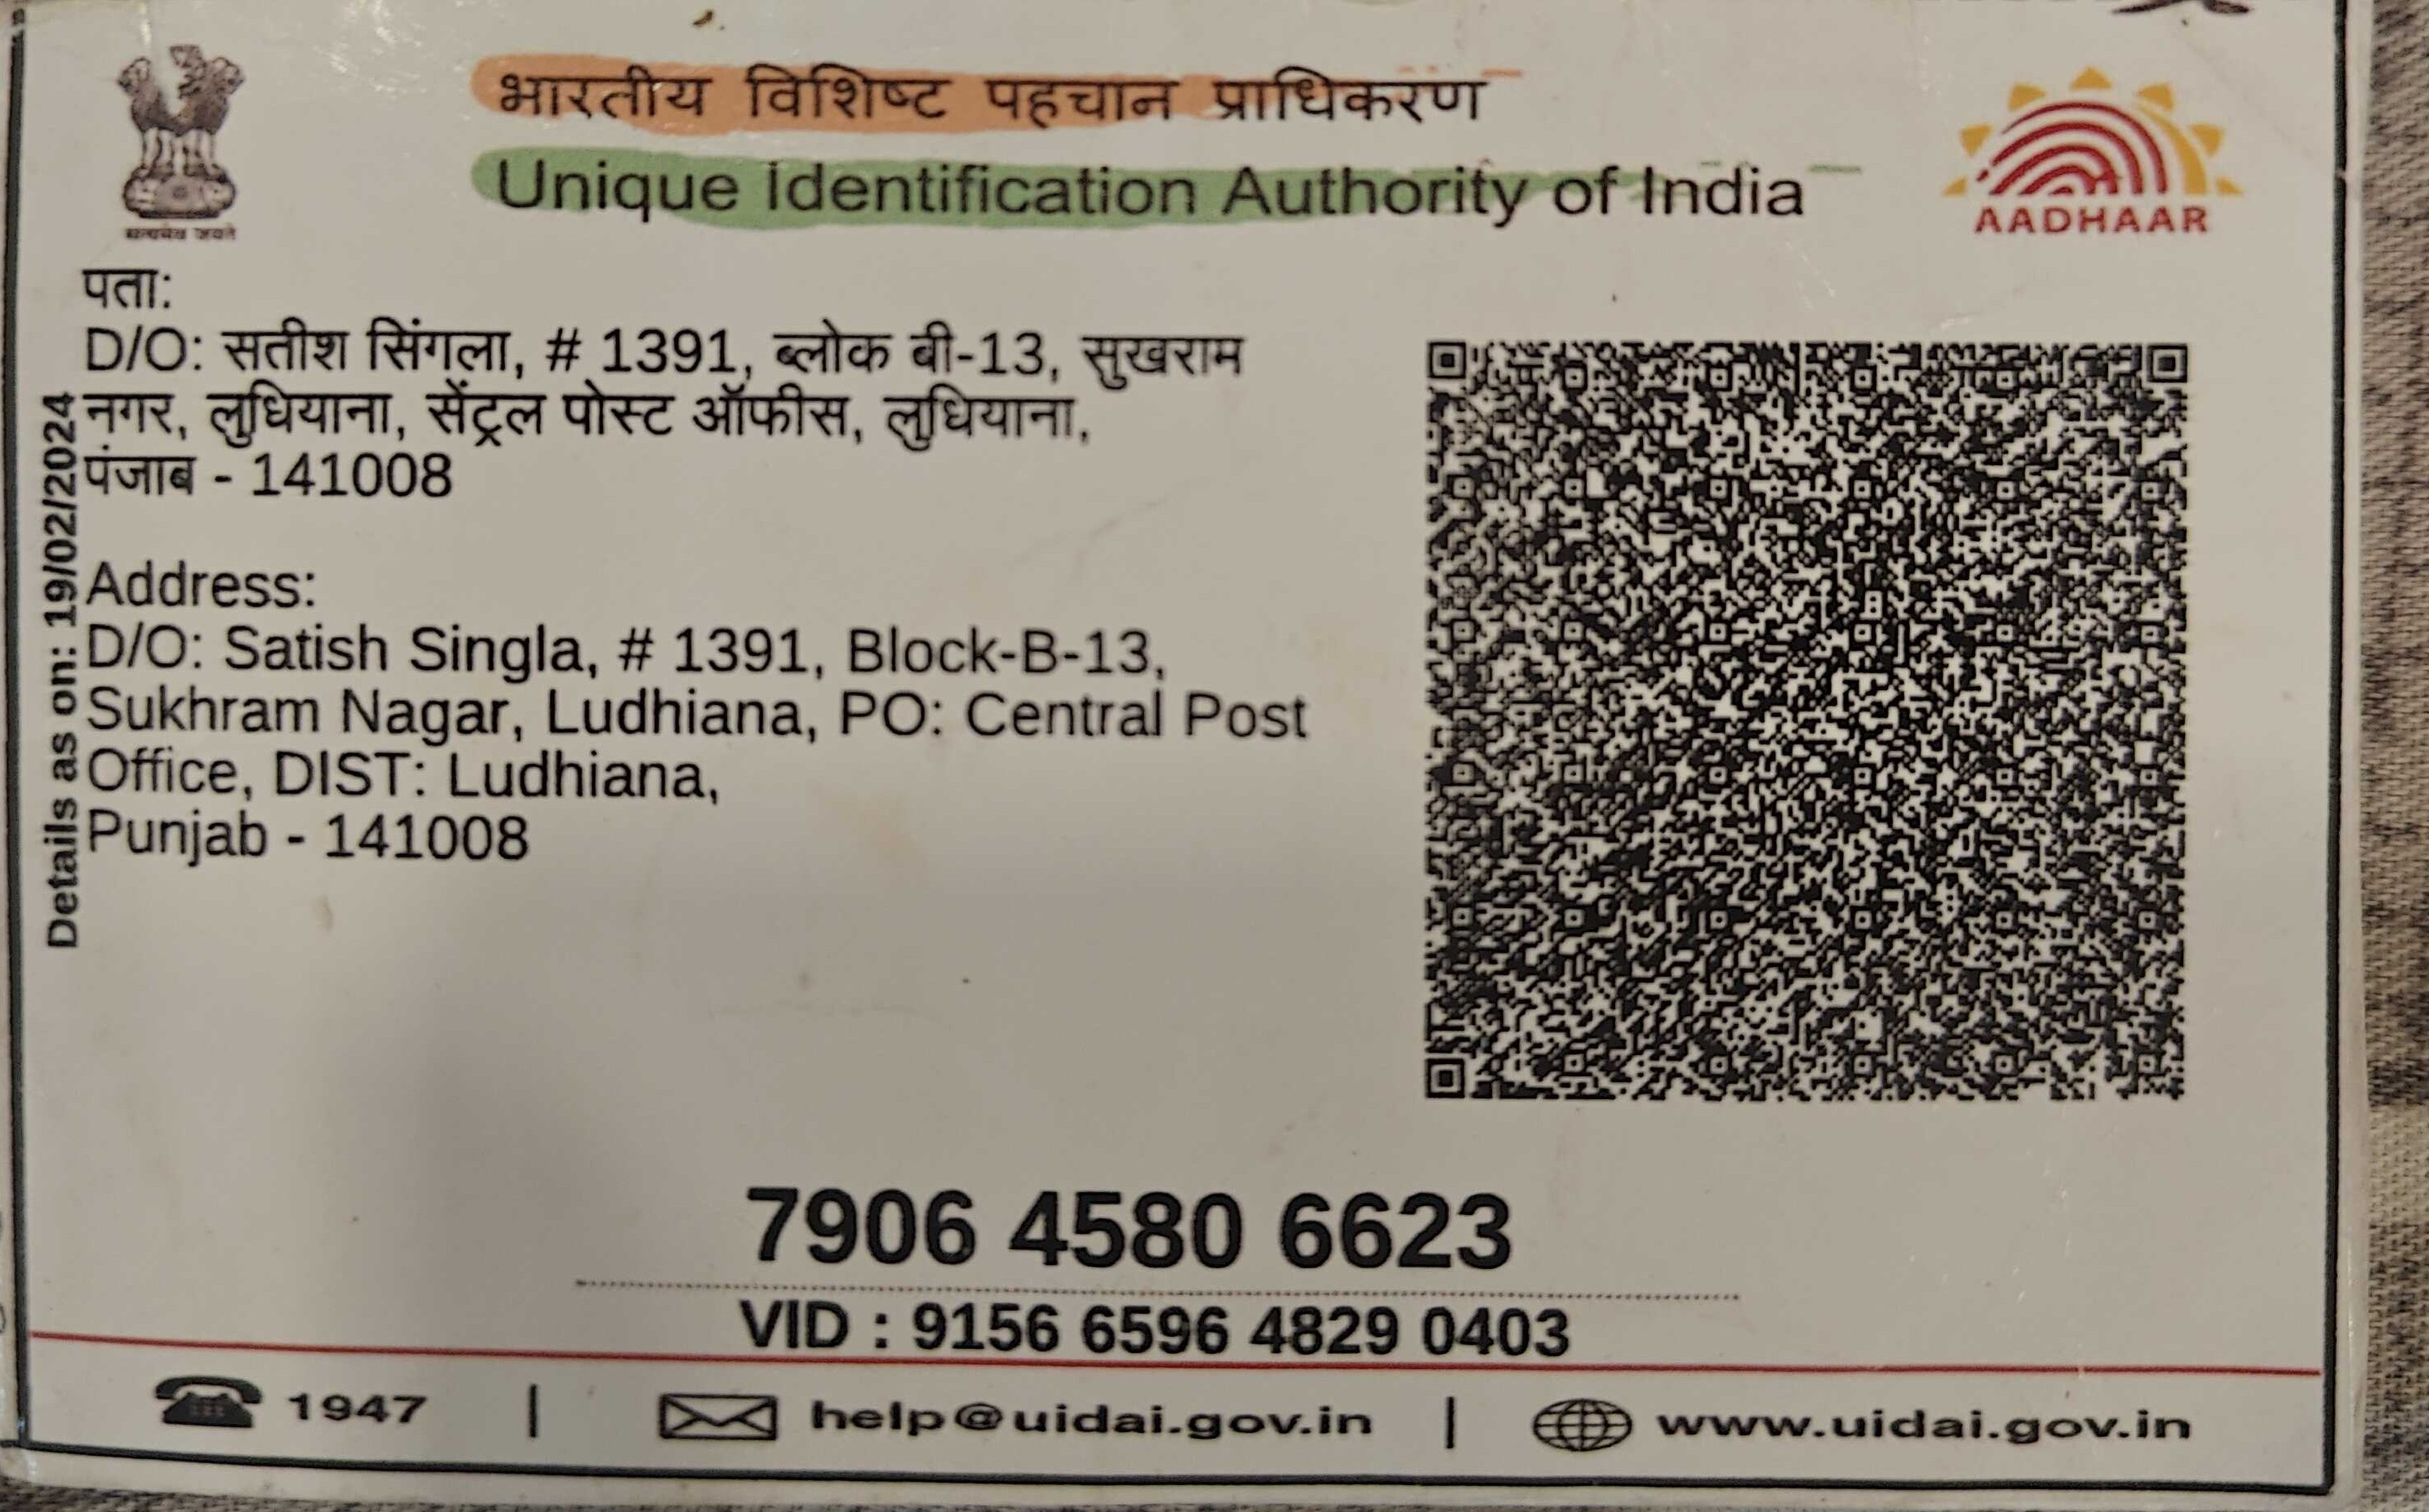 भारतीय विशिष्ट पहचान प्राधिकरण
Unique Identification Authority of India
सत्यमेव जयते
AADHAAR
पता:
D/O: सतीश सिंगला, # 1391, ब्लोक बी-13, सुखराम
नगर, लुधियाना, सेंट्रल पोस्ट ऑफीस, लुधियाना,
पंजाब - 141008
Address:
D/O: Satish Singla, # 1391, Block-B-13,
Sukhram Nagar, Ludhiana, PO: Central Post
Office, DIST: Ludhiana,
Punjab - 141008
Details as on: 19/02/2024
7906 4580 6623
VID : 9156 6596 4829 0403
1947 | help@uidai.gov.in | www.uidai.gov.in